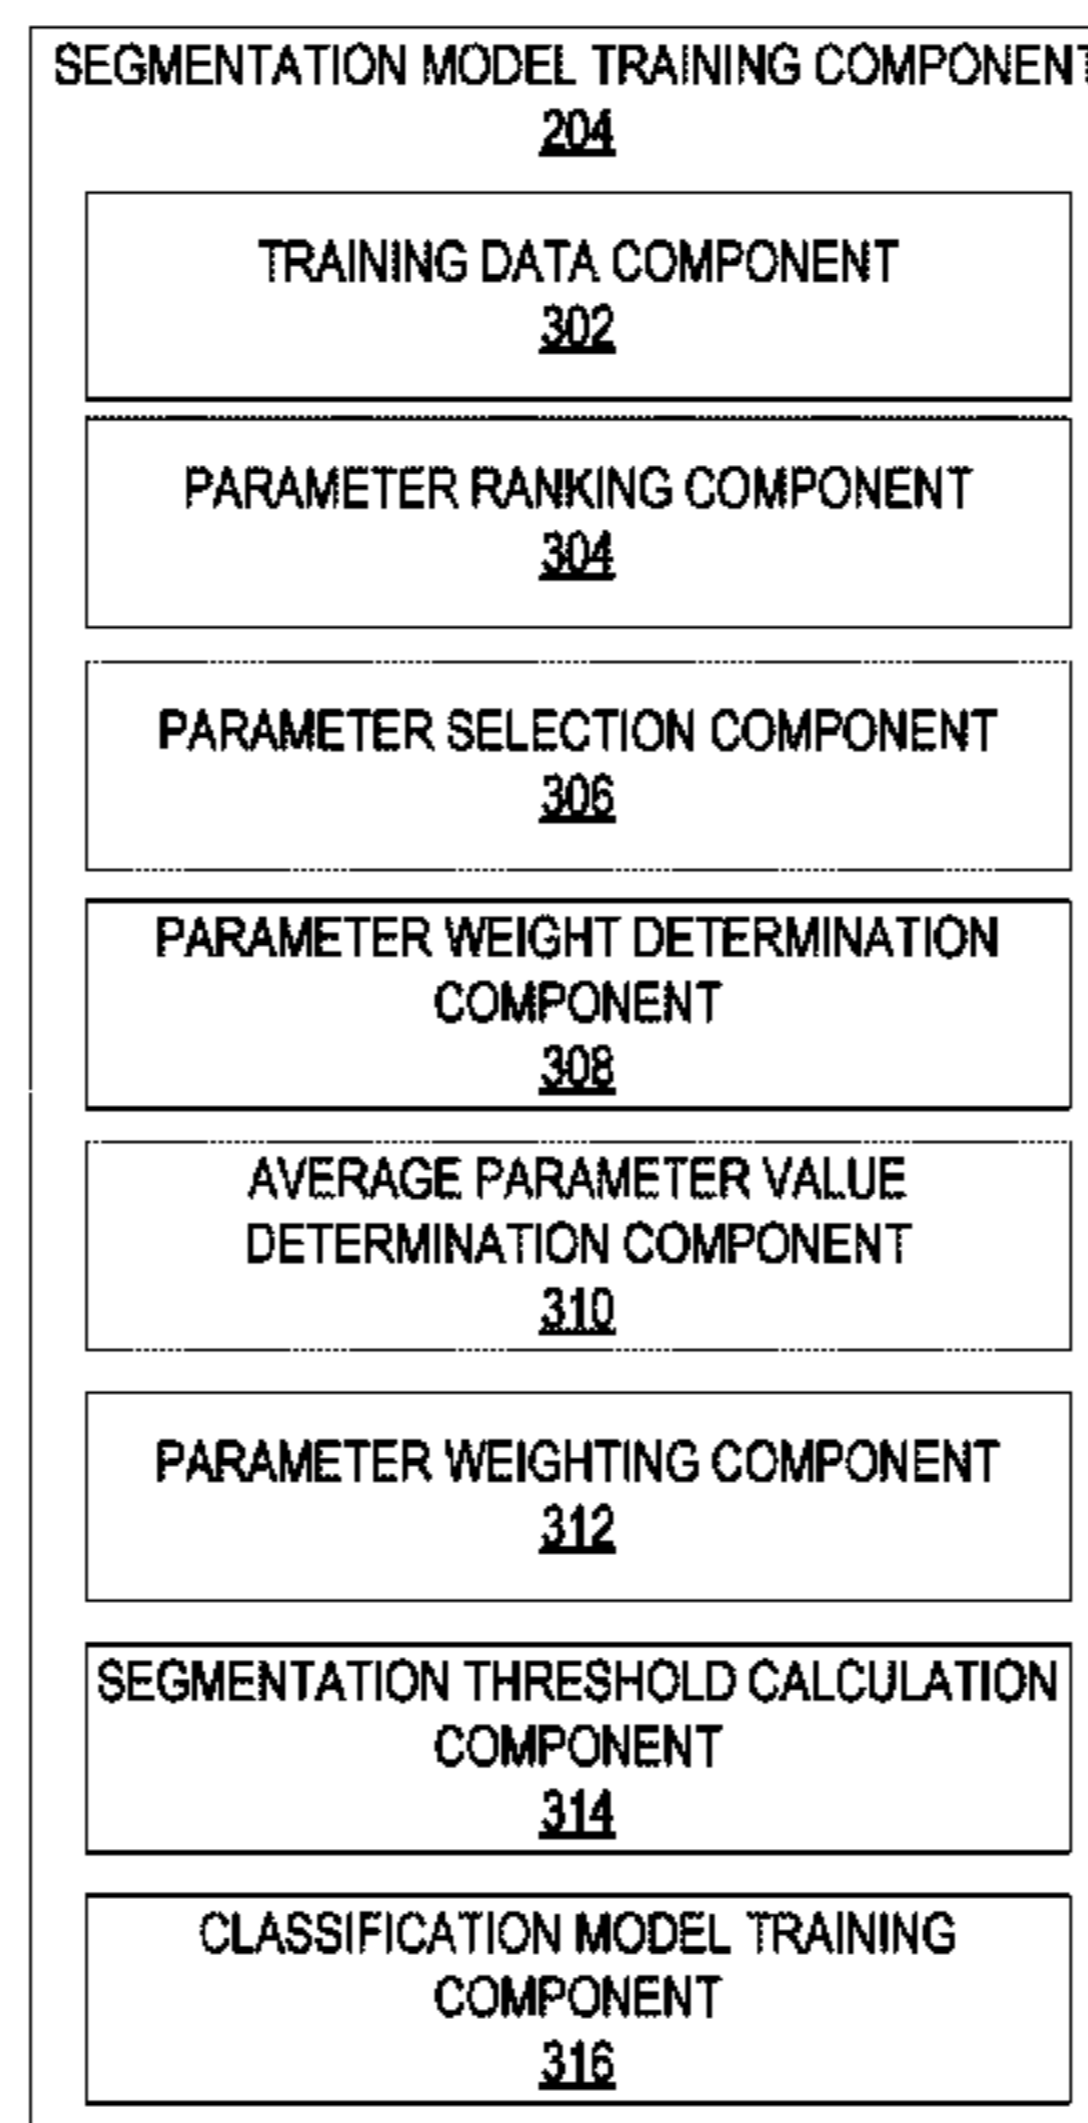 SEGMENTATION MODEL TRAINING COMPONENT
204
TRAINING DATA COMPONENT
302
PARAMETER RANKING COMPONENT
304
PARAMETER SELECTION COMPONENT
306
PARAMETER WEIGHT DETERMINATION
COMPONENT
308
AVERAGE PARAMETER VALUE
DETERMINATION COMPONENT
310
PARAMETER WEIGHTING COMPONENT
312
SEGMENTATION THRESHOLD CALCULATION
COMPONENT
314
CLASSIFICATION MODEL TRAINING
COMPONENT
316